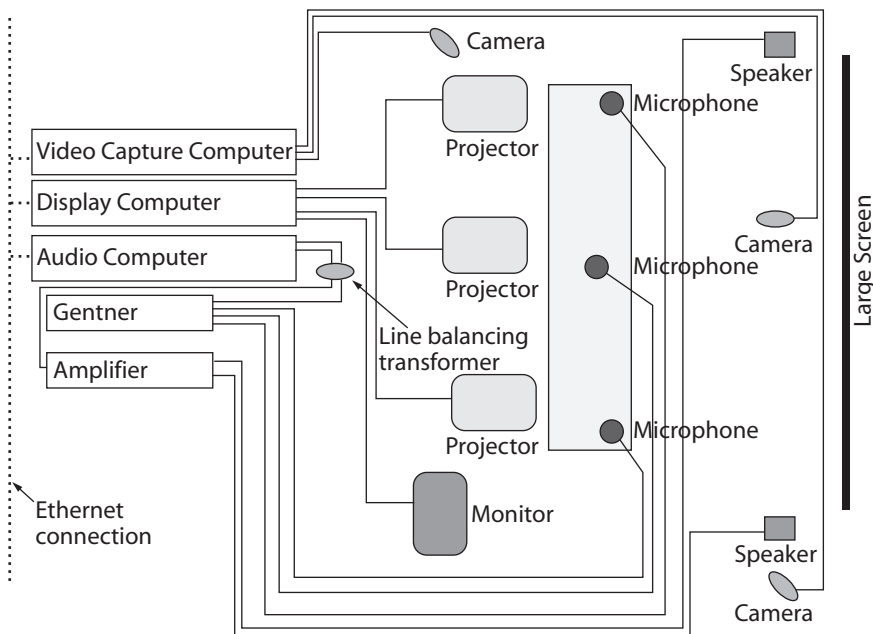 Camera
Speaker
Microphone
Projector
Video Capture Computer
Display Computer
Audio Computer
Gentner
Amplifier
Line balancing
transformer
Projector
Microphone
Camera
Large Screen
Projector
Microphone
Monitor
Ethernet
connection
Speaker
Camera